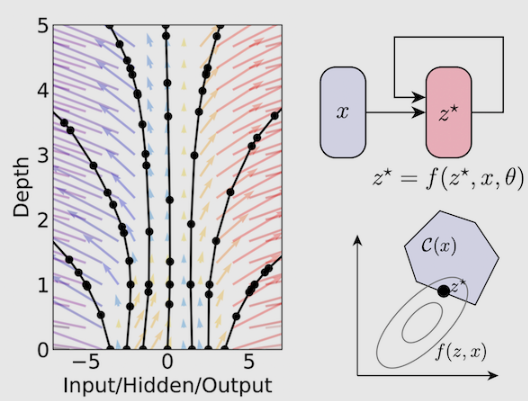 5
4
3
2
1
0
Depth
−5
0
5
Input/Hidden/Output
x
z⋆
z⋆ = f(z⋆, x, θ)
𝒞(x)
z⋆
f(z, x)